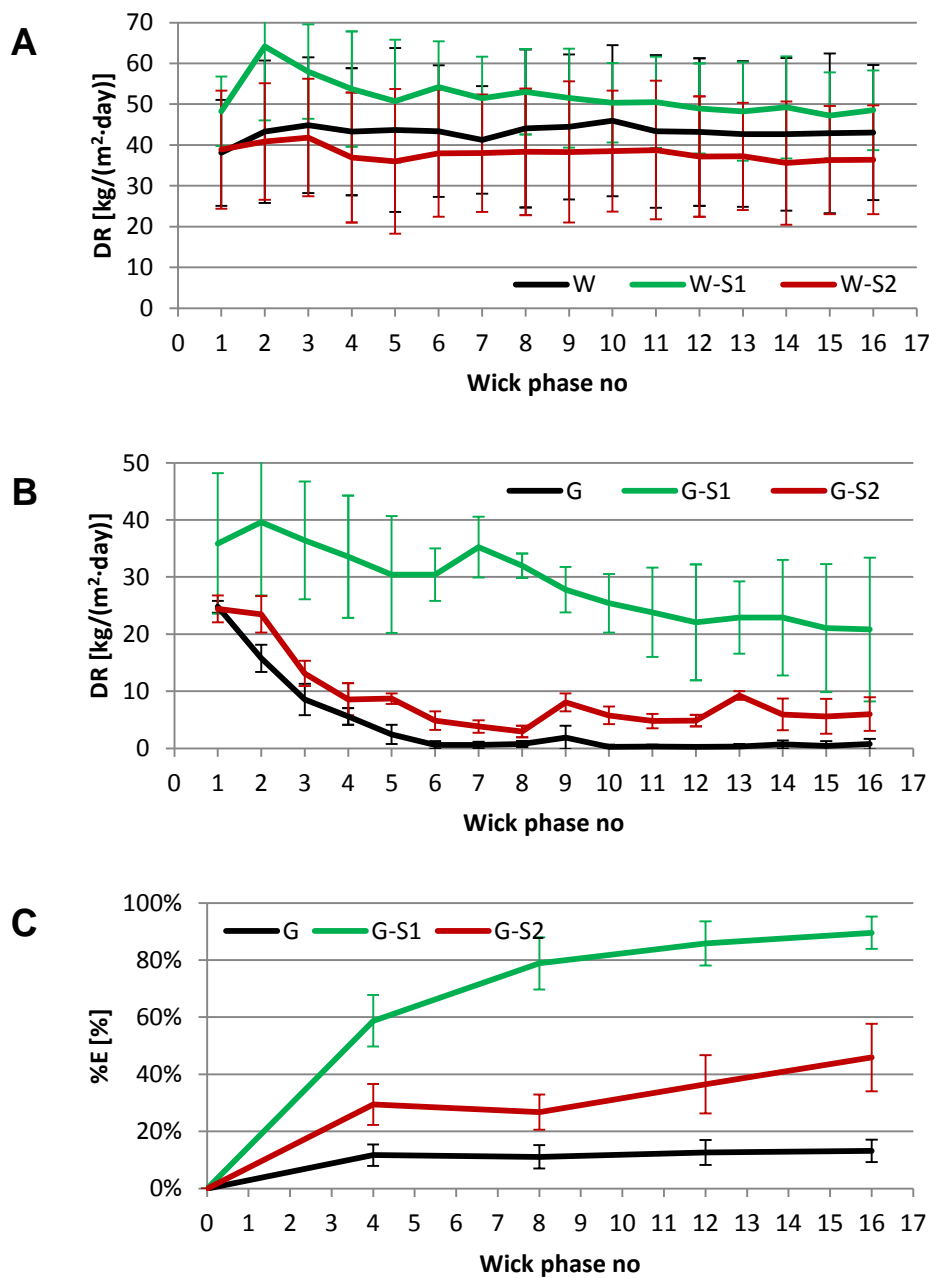 A
DR [kg/(m²·day)]
70
60
50
40
30
20
10
0
W W-S1 W-S2
0 1 2 3 4 5 6 7 8 9 10 11 12 13 14 15 16 17
Wick phase no
B
DR [kg/(m²·day)]
50
40
30
20
10
0
G G-S1 G-S2
0 1 2 3 4 5 6 7 8 9 10 11 12 13 14 15 16 17
Wick phase no
C
%E [%]
100%
80%
60%
40%
20%
0%
G G-S1 G-S2
0 1 2 3 4 5 6 7 8 9 10 11 12 13 14 15 16 17
Wick phase no